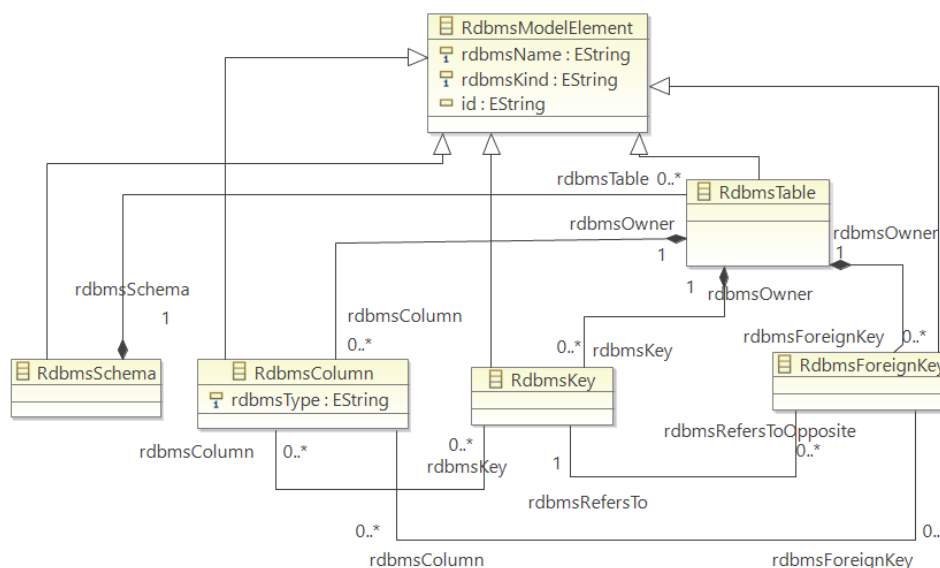 RdbmsModelElement
rdbmsName : EString
rdbmsKind : EString
id : EString
rdbmsTable 0..*
RdbmsTable
rdbmsOwner
1
rdbmsOwner
1
1
rdbmsOwner
rdbmsSchema
1
rdbmsColumn
0..*
0..*
rdbmsKey
rdbmsForeignKey
0..*
RdbmsSchema
RdbmsColumn
rdbmsType : EString
RdbmsKey
RdbmsForeignKey
rdbmsColumn
0..*
0..*
rdbmsKey
1
rdbmsRefersToOpposite
0..*
rdbmsRefersTo
0..*
0..
rdbmsColumn
rdbmsForeignKey